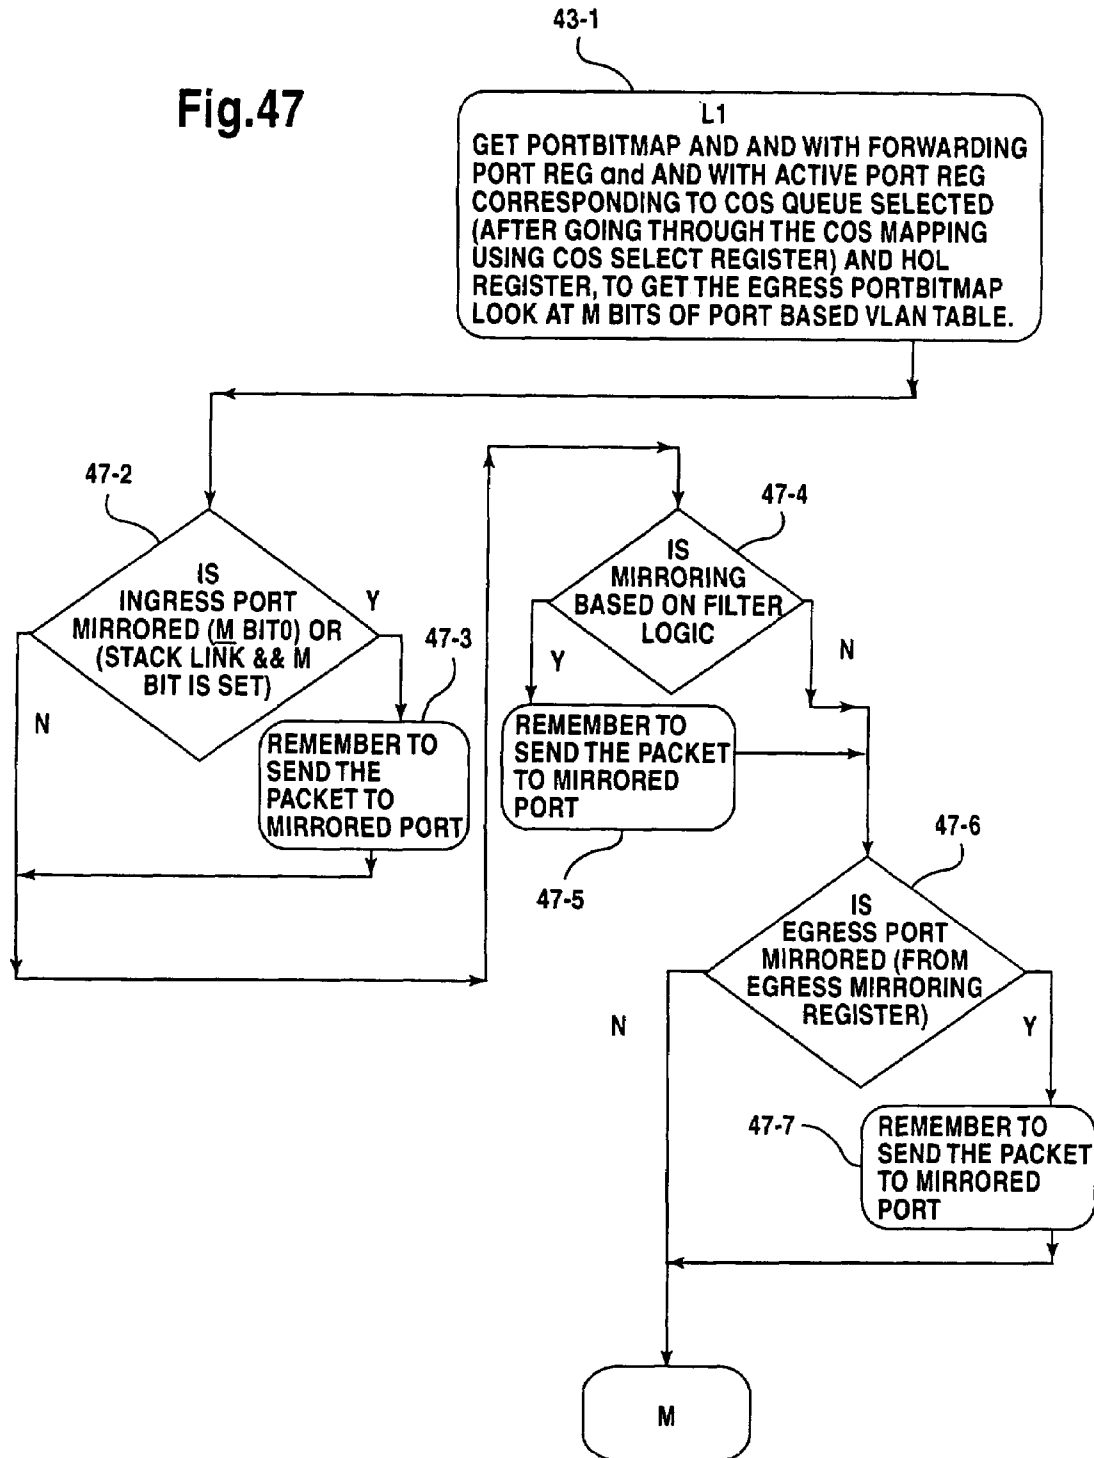 43-1
Fig.47
L1
GET PORTBITMAP AND AND WITH FORWARDING
PORT REG and AND WITH ACTIVE PORT REG
CORRESPONDING TO COS QUEUE SELECTED
(AFTER GOING THROUGH THE COS MAPPING
USING COS SELECT REGISTER) AND HOL
REGISTER, TO GET THE EGRESS PORTBITMAP
LOOK AT M BITS OF PORT BASED VLAN TABLE.
47-2
IS
INGRESS PORT
MIRRORED (M BIT0) OR
(STACK LINK && M
BIT IS SET)
Y
N
47-3
REMEMBER TO
SEND THE
PACKET TO
MIRRORED PORT
47-4
IS
MIRRORING
BASED ON FILTER
LOGIC
Y
N
REMEMBER TO
SEND THE PACKET
TO MIRRORED
PORT
47-5
47-6
IS
EGRESS PORT
MIRRORED (FROM
EGRESS MIRRORING
REGISTER)
N
Y
47-7
REMEMBER TO
SEND THE PACKET
TO MIRRORED
PORT
M